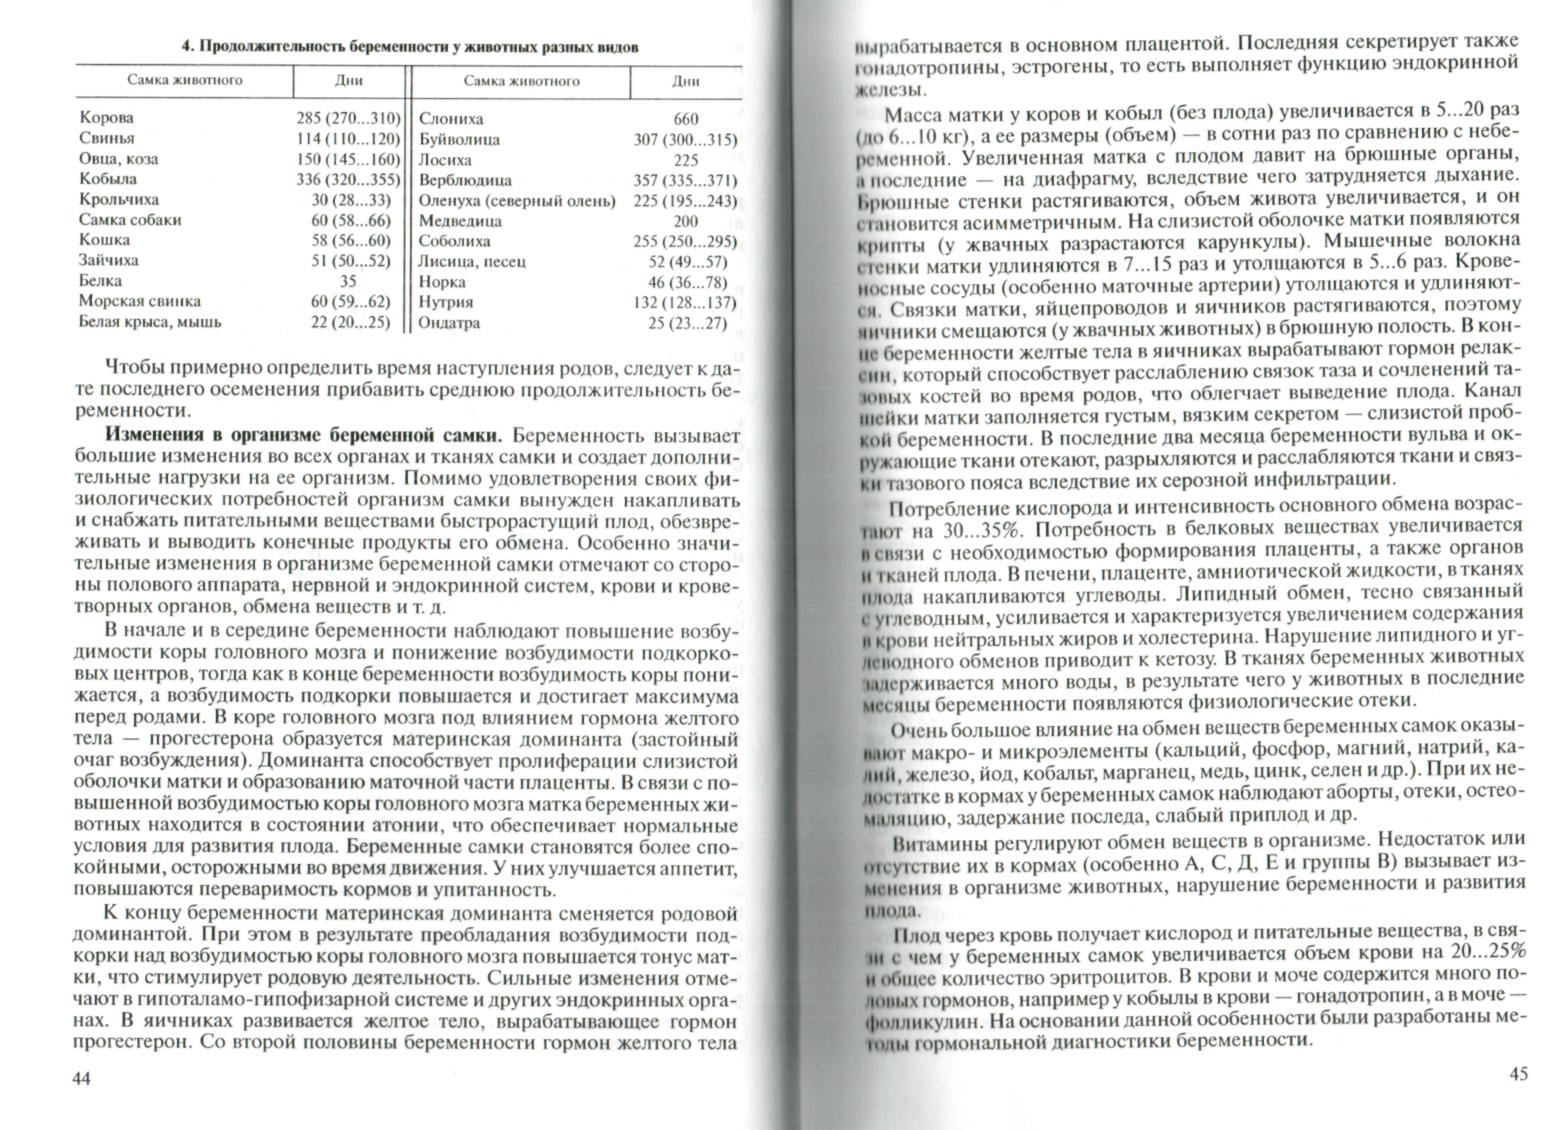 4. Продолжительность беременности у животных разных видов
Самка животного Дни Самка животного Дни
Корова 285 (270...310) Слониха 660
Свинья 114 (110...120) Буйволица 307 (300...315)
Овца, коза 150 (145...160) Лосиха 225
Кобыла 336 (320...355) Верблюдица 357 (335...371)
Крольчиха 30 (28...33) Оленуха (северный олень) 225 (195...243)
Самка собаки 60 (58...66) Медведица 200
Кошка 58 (56...60) Соболиха 255 (250...295)
Зайчиха 51 (50...52) Лисица, песец 52 (49...57)
Белка 35 Норка 46 (36...78)
Морская свинка 60 (59...62) Нутрия 132 (128...137)
Белая крыса, мышь 22 (20...25) Ондатра 25 (23...27)
Чтобы примерно определить время наступления родов, следует к да-
те последнего осеменения прибавить среднюю продолжительность бе-
ременности.
Изменения в организме беременной самки. Беременность вызывает
большие изменения во всех органах и тканях самки и создает дополни-
тельные нагрузки на ее организм. Помимо удовлетворения своих фи-
зиологических потребностей организм самки вынужден накапливать
и снабжать питательными веществами быстрорастущий плод, обезвре-
живать и выводить конечные продукты его обмена. Особенно значи-
тельные изменения в организме беременной самки отмечают со сторо-
ны полового аппарата, нервной и эндокринной систем, крови и крове-
творных органов, обмена веществ и т. д.
В начале и в середине беременности наблюдают повышение возбу-
димости коры головного мозга и понижение возбудимости подкорко-
вых центров, тогда как в конце беременности возбудимость коры пони-
жается, а возбудимость подкорки повышается и достигает максимума
перед родами. В коре головного мозга под влиянием гормона желтого
тела — прогестерона образуется материнская доминанта (застойный
очаг возбуждения). Доминанта способствует пролиферации слизистой
оболочки матки и образованию маточной части плаценты. В связи с по-
вышенной возбудимостью коры головного мозга матка беременных жи-
вотных находится в состоянии атонии, что обеспечивает нормальные
условия для развития плода. Беременные самки становятся более спо-
койными, осторожными во время движения. У них улучшается аппетит,
повышаются переваримость кормов и упитанность.
К концу беременности материнская доминанта сменяется родовой
доминантой. При этом в результате преобладания возбудимости под-
корки над возбудимостью коры головного мозга повышается тонус мат-
ки, что стимулирует родовую деятельность. Сильные изменения отме-
чают в гипоталамо-гипофизарной системе и других эндокринных орга-
нах. В яичниках развивается желтое тело, вырабатывающее гормон
прогестерон. Со второй половины беременности гормон желтого тела
44
вырабатывается в основном плацентой. Последняя секретирует также
гонадотропины, эстрогены, то есть выполняет функцию эндокринной
железы.
Масса матки у коров и кобыл (без плода) увеличивается в 5...20 раз
(до 6...10 кг), а ее размеры (объем) — в сотни раз по сравнению с небе-
ременной. Увеличенная матка с плодом давит на брюшные органы,
а последние — на диафрагму, вследствие чего затрудняется дыхание.
Брюшные стенки растягиваются, объем живота увеличивается, и он
становится асимметричным. На слизистой оболочке матки появляются
крипты (у жвачных разрастаются карункулы). Мышечные волокна
стенки матки удлиняются в 7...15 раз и утолщаются в 5...6 раз. Крове-
носные сосуды (особенно маточные артерии) утолщаются и удлиняют-
ся. Связки матки, яйцепроводов и яичников растягиваются, поэтому
яичники смещаются (у жвачных животных) в брюшную полость. В кон-
це беременности желтые тела в яичниках вырабатывают гормон релак-
син, который способствует расслаблению связок таза и сочленений та-
зовых костей во время родов, что облегчает выведение плода. Канал
шейки матки заполняется густым, вязким секретом — слизистой проб-
кой беременности. В последние два месяца беременности вульва и ок-
ружающие ткани отекают, разрыхляются и расслабляются ткани и связ-
ки тазового пояса вследствие их серозной инфильтрации.
Потребление кислорода и интенсивность основного обмена возрас-
тают на 30...35%. Потребность в белковых веществах увеличивается
в связи с необходимостью формирования плаценты, а также органов
и тканей плода. В печени, плаценте, амниотической жидкости, в тканях
плода накапливаются углеводы. Липидный обмен, тесно связанный
с углеводным, усиливается и характеризуется увеличением содержания
в крови нейтральных жиров и холестерина. Нарушение липидного и уг-
леводного обменов приводит к кетозу. В тканях беременных животных
задерживается много воды, в результате чего у животных в последние
месяцы беременности появляются физиологические отеки.
Очень большое влияние на обмен веществ беременных самок оказы-
вают макро- и микроэлементы (кальций, фосфор, магний, натрий, ка-
лий, железо, йод, кобальт, марганец, медь, цинк, селен и др.). При их не-
достатке в кормах у беременных самок наблюдают аборты, отеки, остео-
маляцию, задержание последа, слабый приплод и др.
Витамины регулируют обмен веществ в организме. Недостаток или
отсутствие их в кормах (особенно А, С, Д, Е и группы В) вызывает из-
менения в организме животных, нарушение беременности и развития
плода.
Плод через кровь получает кислород и питательные вещества, в свя-
зи с чем у беременных самок увеличивается объем крови на 20...25%
и общее количество эритроцитов. В крови и моче содержится много по-
ловых гормонов, например у кобылы в крови — гонадотропин, а в моче —
фолликулин. На основании данной особенности были разработаны ме-
тоды гормональной диагностики беременности.
45